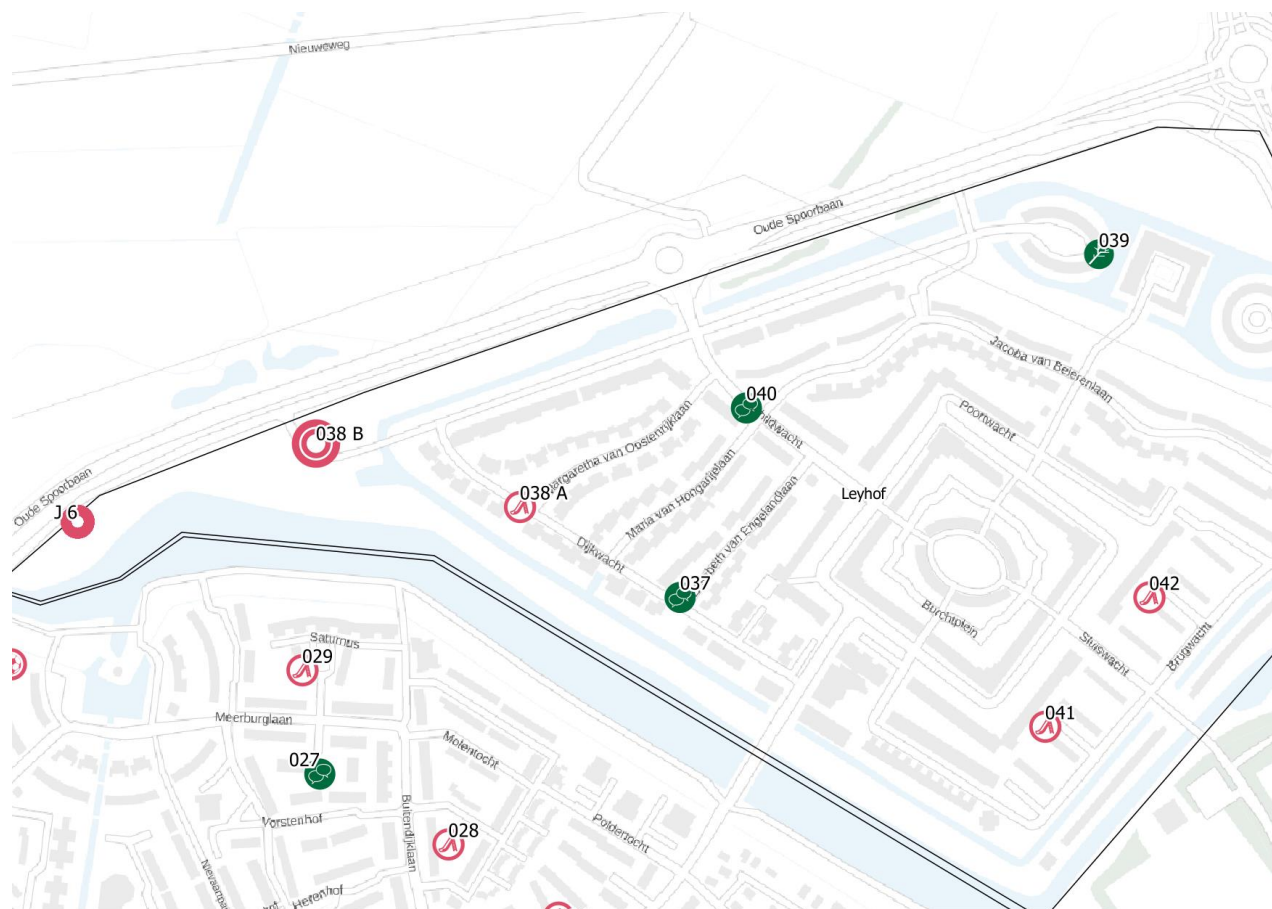 Nieuweweg
Oude Spoorbaan
039
Jacoba van Beierenlaan
040
Poortwacht
038 B
Margaretha van Oostenrijklaan
Oude Spoorbaan
J 6
038 A
Maria van Hongarijelaan
Leyhof
Dijkwacht
037
042
Burchtplein
Sluiswacht
Brugwacht
Saturnus
029
Meerburglaan
041
Molentocht
027
Vorstenhof
Buitendijklaan
028
Poldertocht
Herenhof